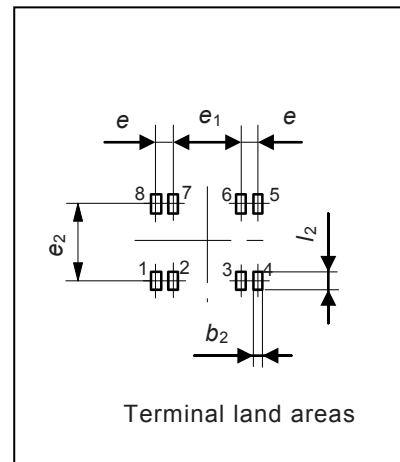 e e₁ e
8 7 6 5
e₂
l₂
1 2 3 4
b₂
Terminal land areas